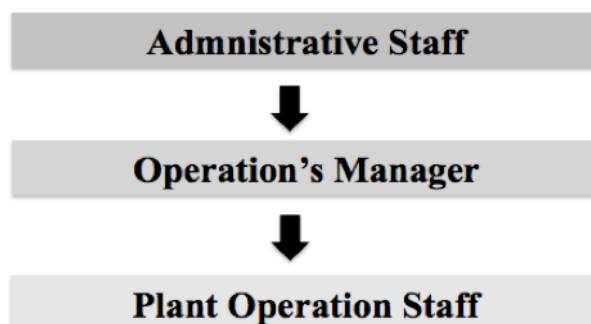 Admnistrative Staff
Operation’s Manager
Plant Operation Staff